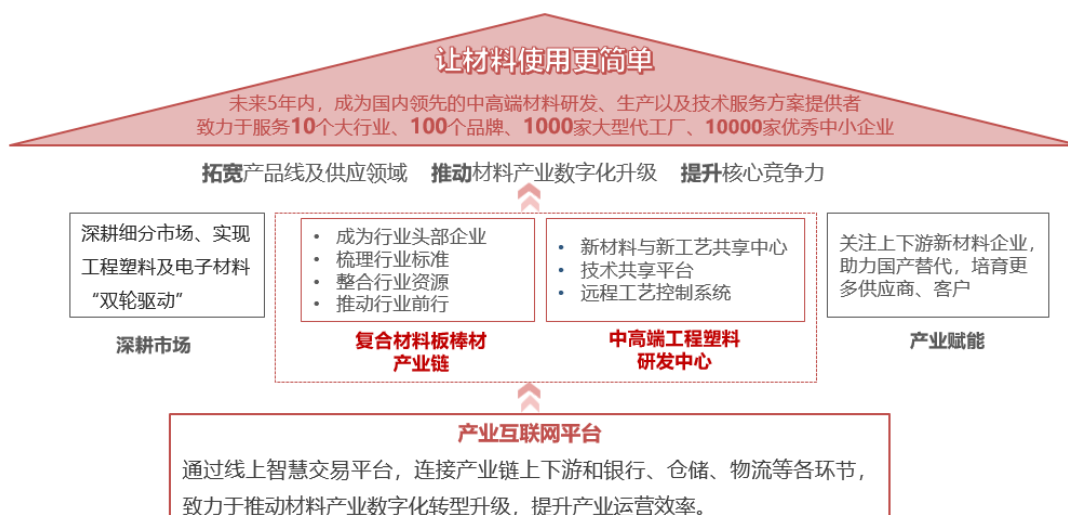 让材料使用更简单
未来5年内，成为国内领先的中高端材料研发、生产以及技术服务方案提供者
致力于服务10个大行业、100个品牌、1000家大型代工厂、10000家优秀中小企业
拓宽产品线及供应领域 推动材料产业数字化升级 提升核心竞争力
深耕细分市场、实现
工程塑料及电子材料
“双轮驱动”
深耕市场
• 成为行业头部企业
• 梳理行业标准
• 整合行业资源
• 推动行业前行
复合材料板棒材
产业链
• 新材料与新工艺共享中心
• 技术共享平台
• 远程工艺控制系统
中高端工程塑料
研发中心
关注上下游新材料企业，
助力国产替代，培育更
多供应商、客户
产业赋能
产业互联网平台
通过线上智慧交易平台，连接产业链上下游和银行、仓储、物流等各环节，
致力于推动材料产业数字化转型升级，提升产业运营效率。